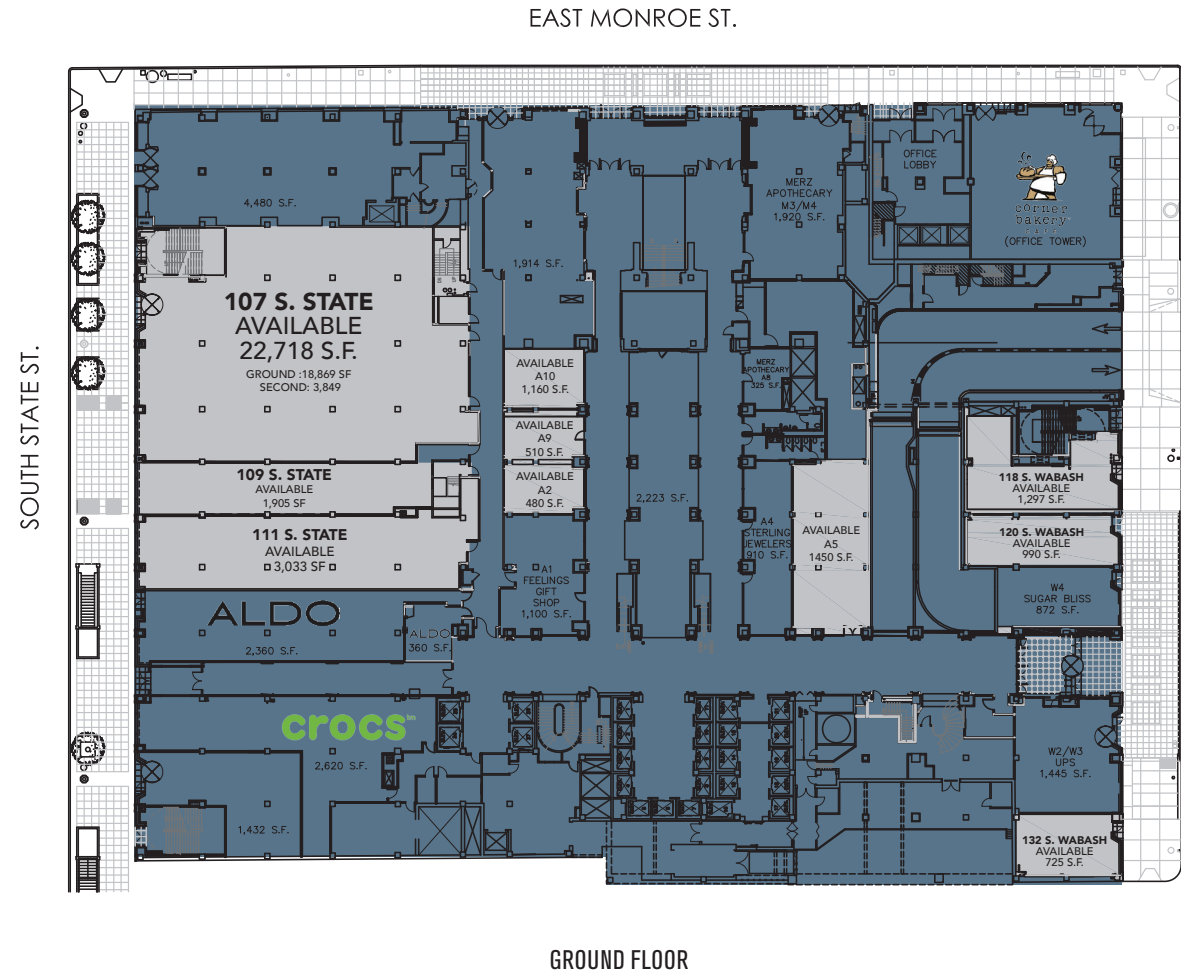 EAST MONROE ST.
SOUTH STATE ST.
4,480 S.F.
1,914 S.F.
MERZ
APOTHECARY
M3/M4
1,920 S.F.
OFFICE
LOBBY
corner
bakery
CAFE
(OFFICE TOWER)
107 S. STATE
AVAILABLE
22,718 S.F.
GROUND :18,869 SF
SECOND: 3,849
AVAILABLE
A10
1,160 S.F.
MERZ
APOTHECARY
A8
325 S.F.
AVAILABLE
A9
510 S.F.
AVAILABLE
A2
480 S.F.
109 S. STATE
AVAILABLE
1,905 SF
111 S. STATE
AVAILABLE
3,033 SF
2,223 S.F.
A4
STERLING
JEWELERS
910 S.F.
AVAILABLE
A5
1450 S.F.
118 S. WABASH
AVAILABLE
1,297 S.F.
120 S. WABASH
AVAILABLE
990 S.F.
W4
SUGAR BLISS
872 S.F.
A1
FEELINGS
GIFT
SHOP
1,100 S.F.
ALDO
2,360 S.F.
ALDO
360 S.F.
crocs™
2,620 S.F.
1,432 S.F.
W2/W3
UPS
1,445 S.F.
132 S. WABASH
AVAILABLE
725 S.F.
GROUND FLOOR